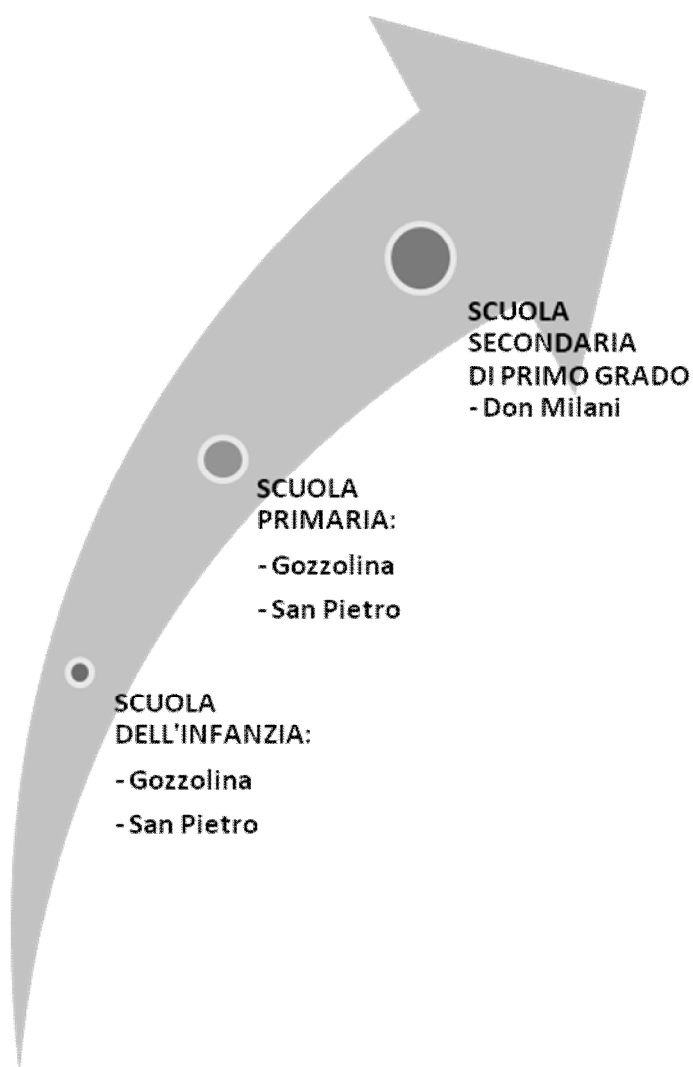 SCUOLA
SECONDARIA
DI PRIMO GRADO
- Don Milani
SCUOLA
PRIMARIA:
- Gozzolina
- San Pietro
SCUOLA
DELL'INFANZIA:
- Gozzolina
- San Pietro